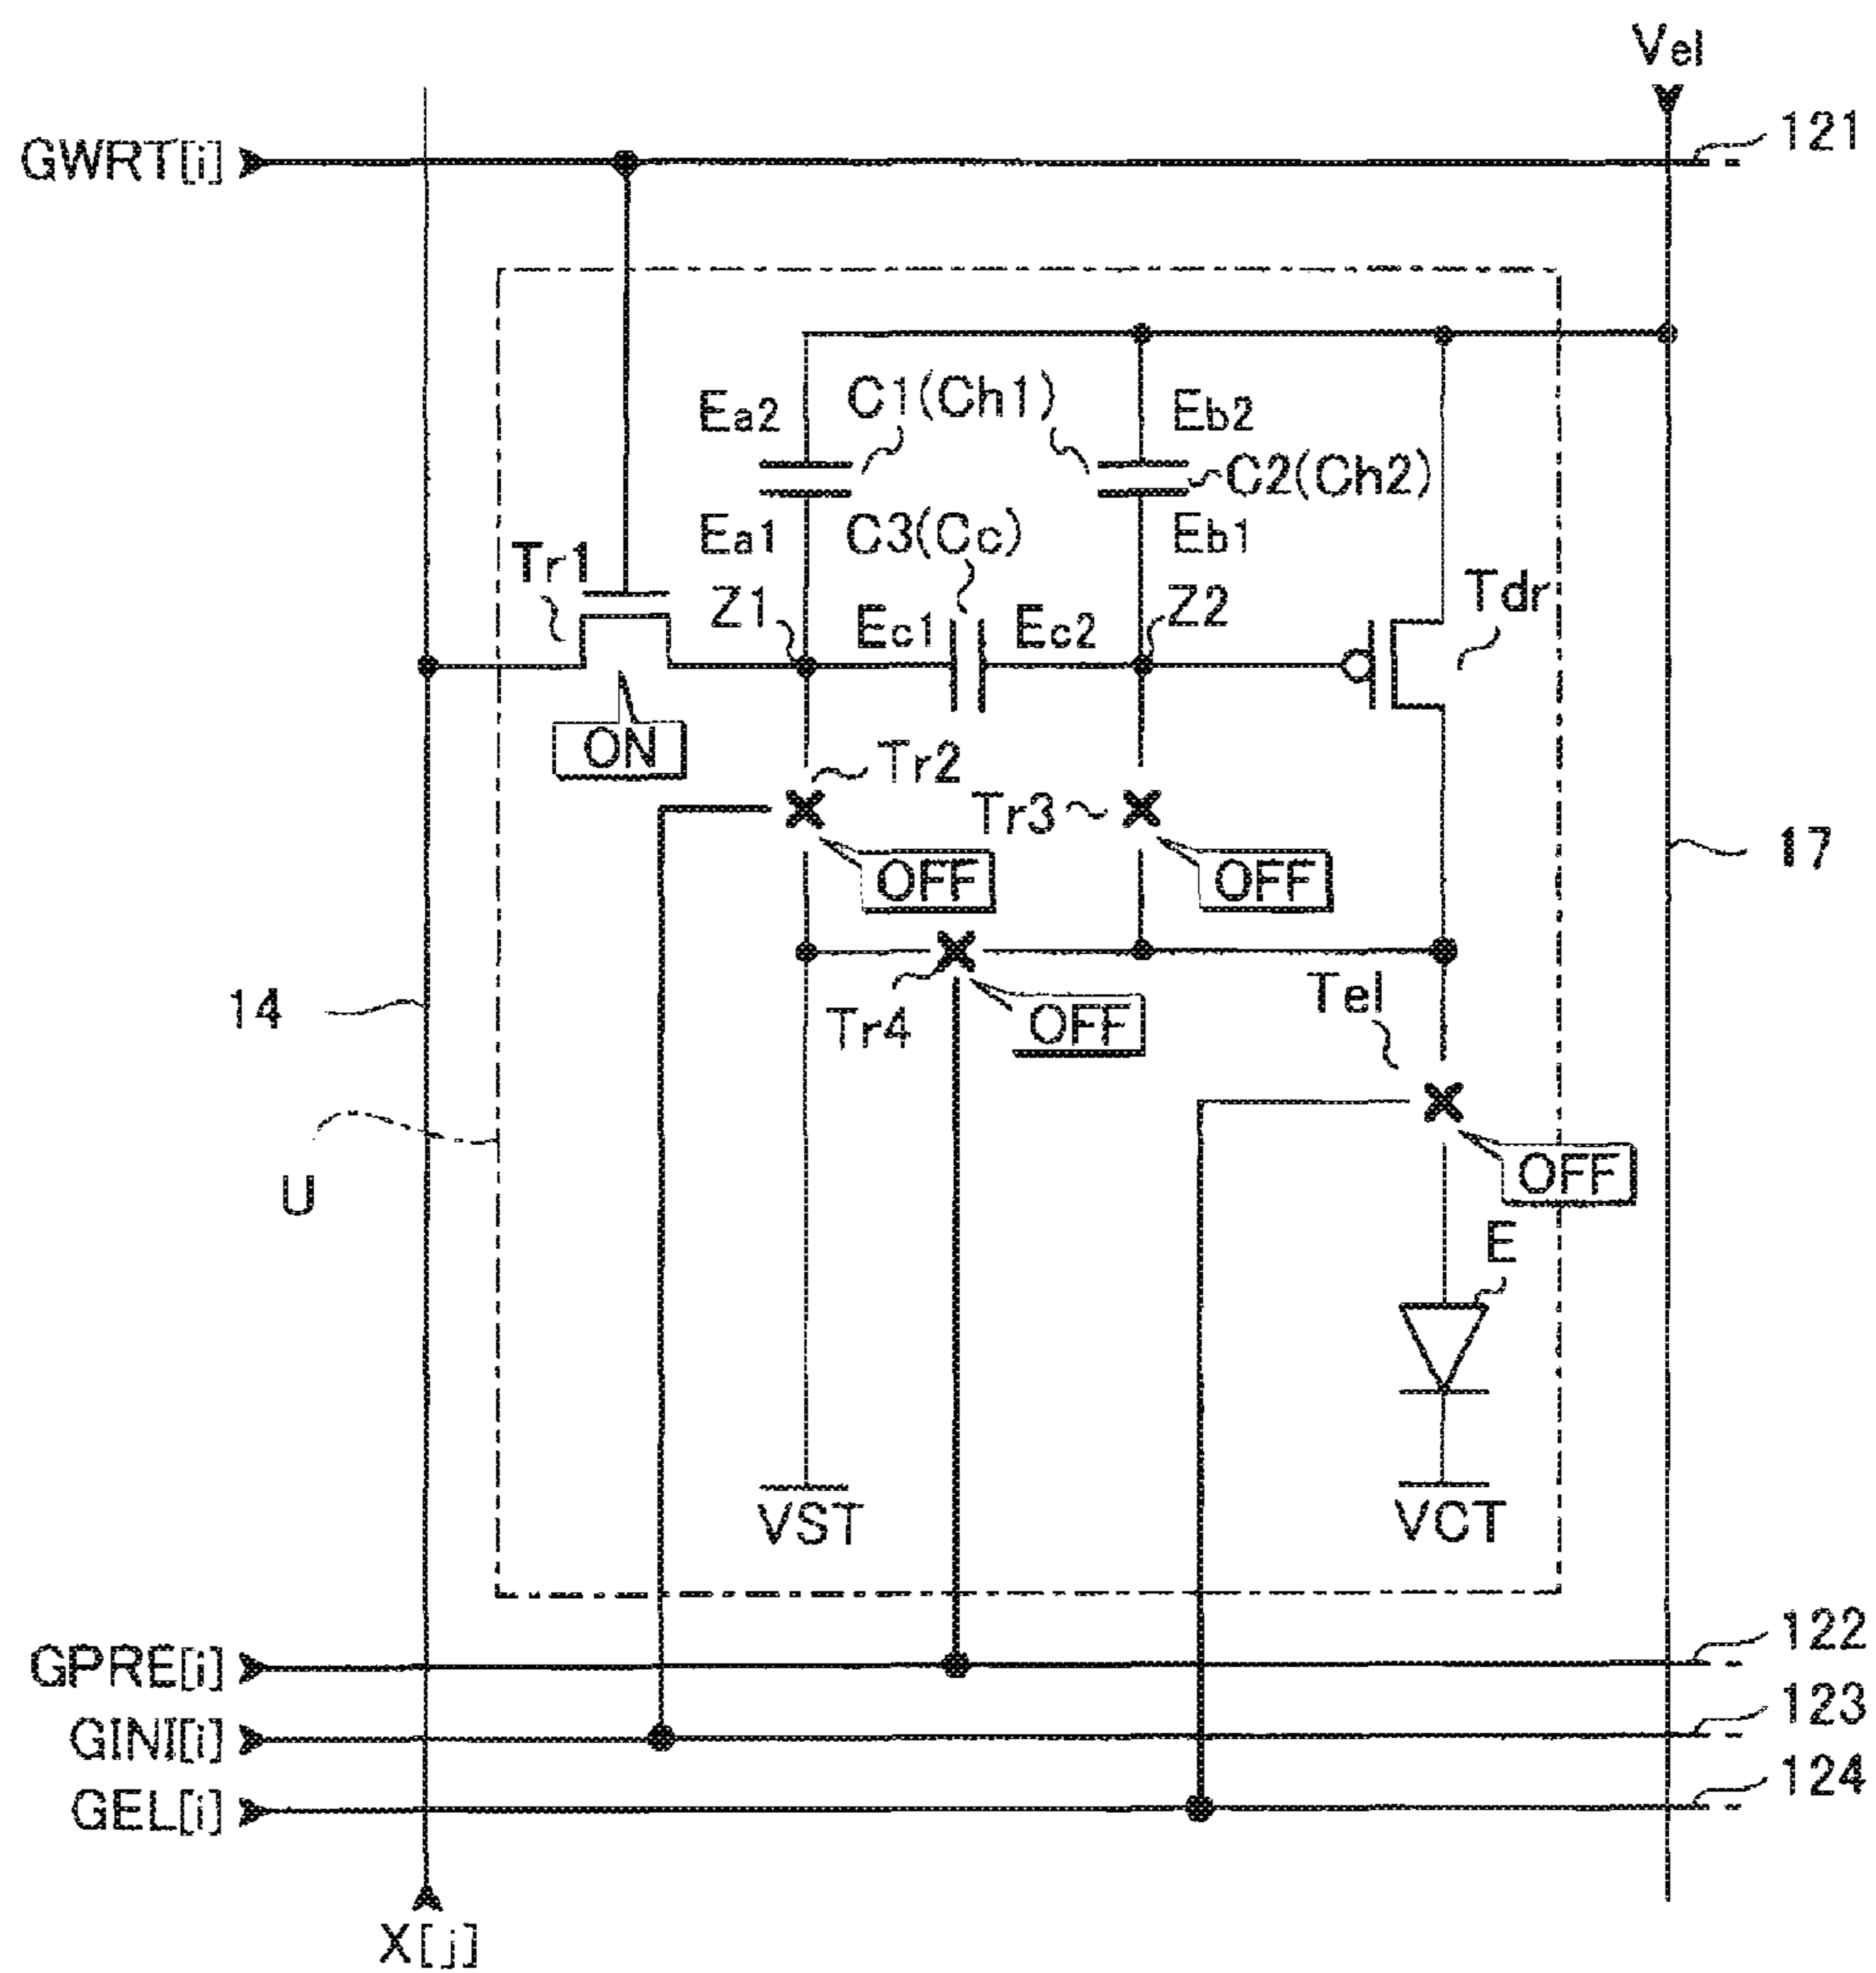 Vel
GWRT[i]
121
Ea2
C1(Ch1)
Eb2
C2(Ch2)
Ea1
C3(Cc)
Eb1
Tr1
Z1
Ec1
Ec2
Z2
Tdr
ON
Tr2
Tr3
17
OFF
OFF
14
Tr4
OFF
Tel
U
OFF
E
VST
VCT
GPRE[i]
122
GINI[i]
123
GEL[i]
124
X[j]